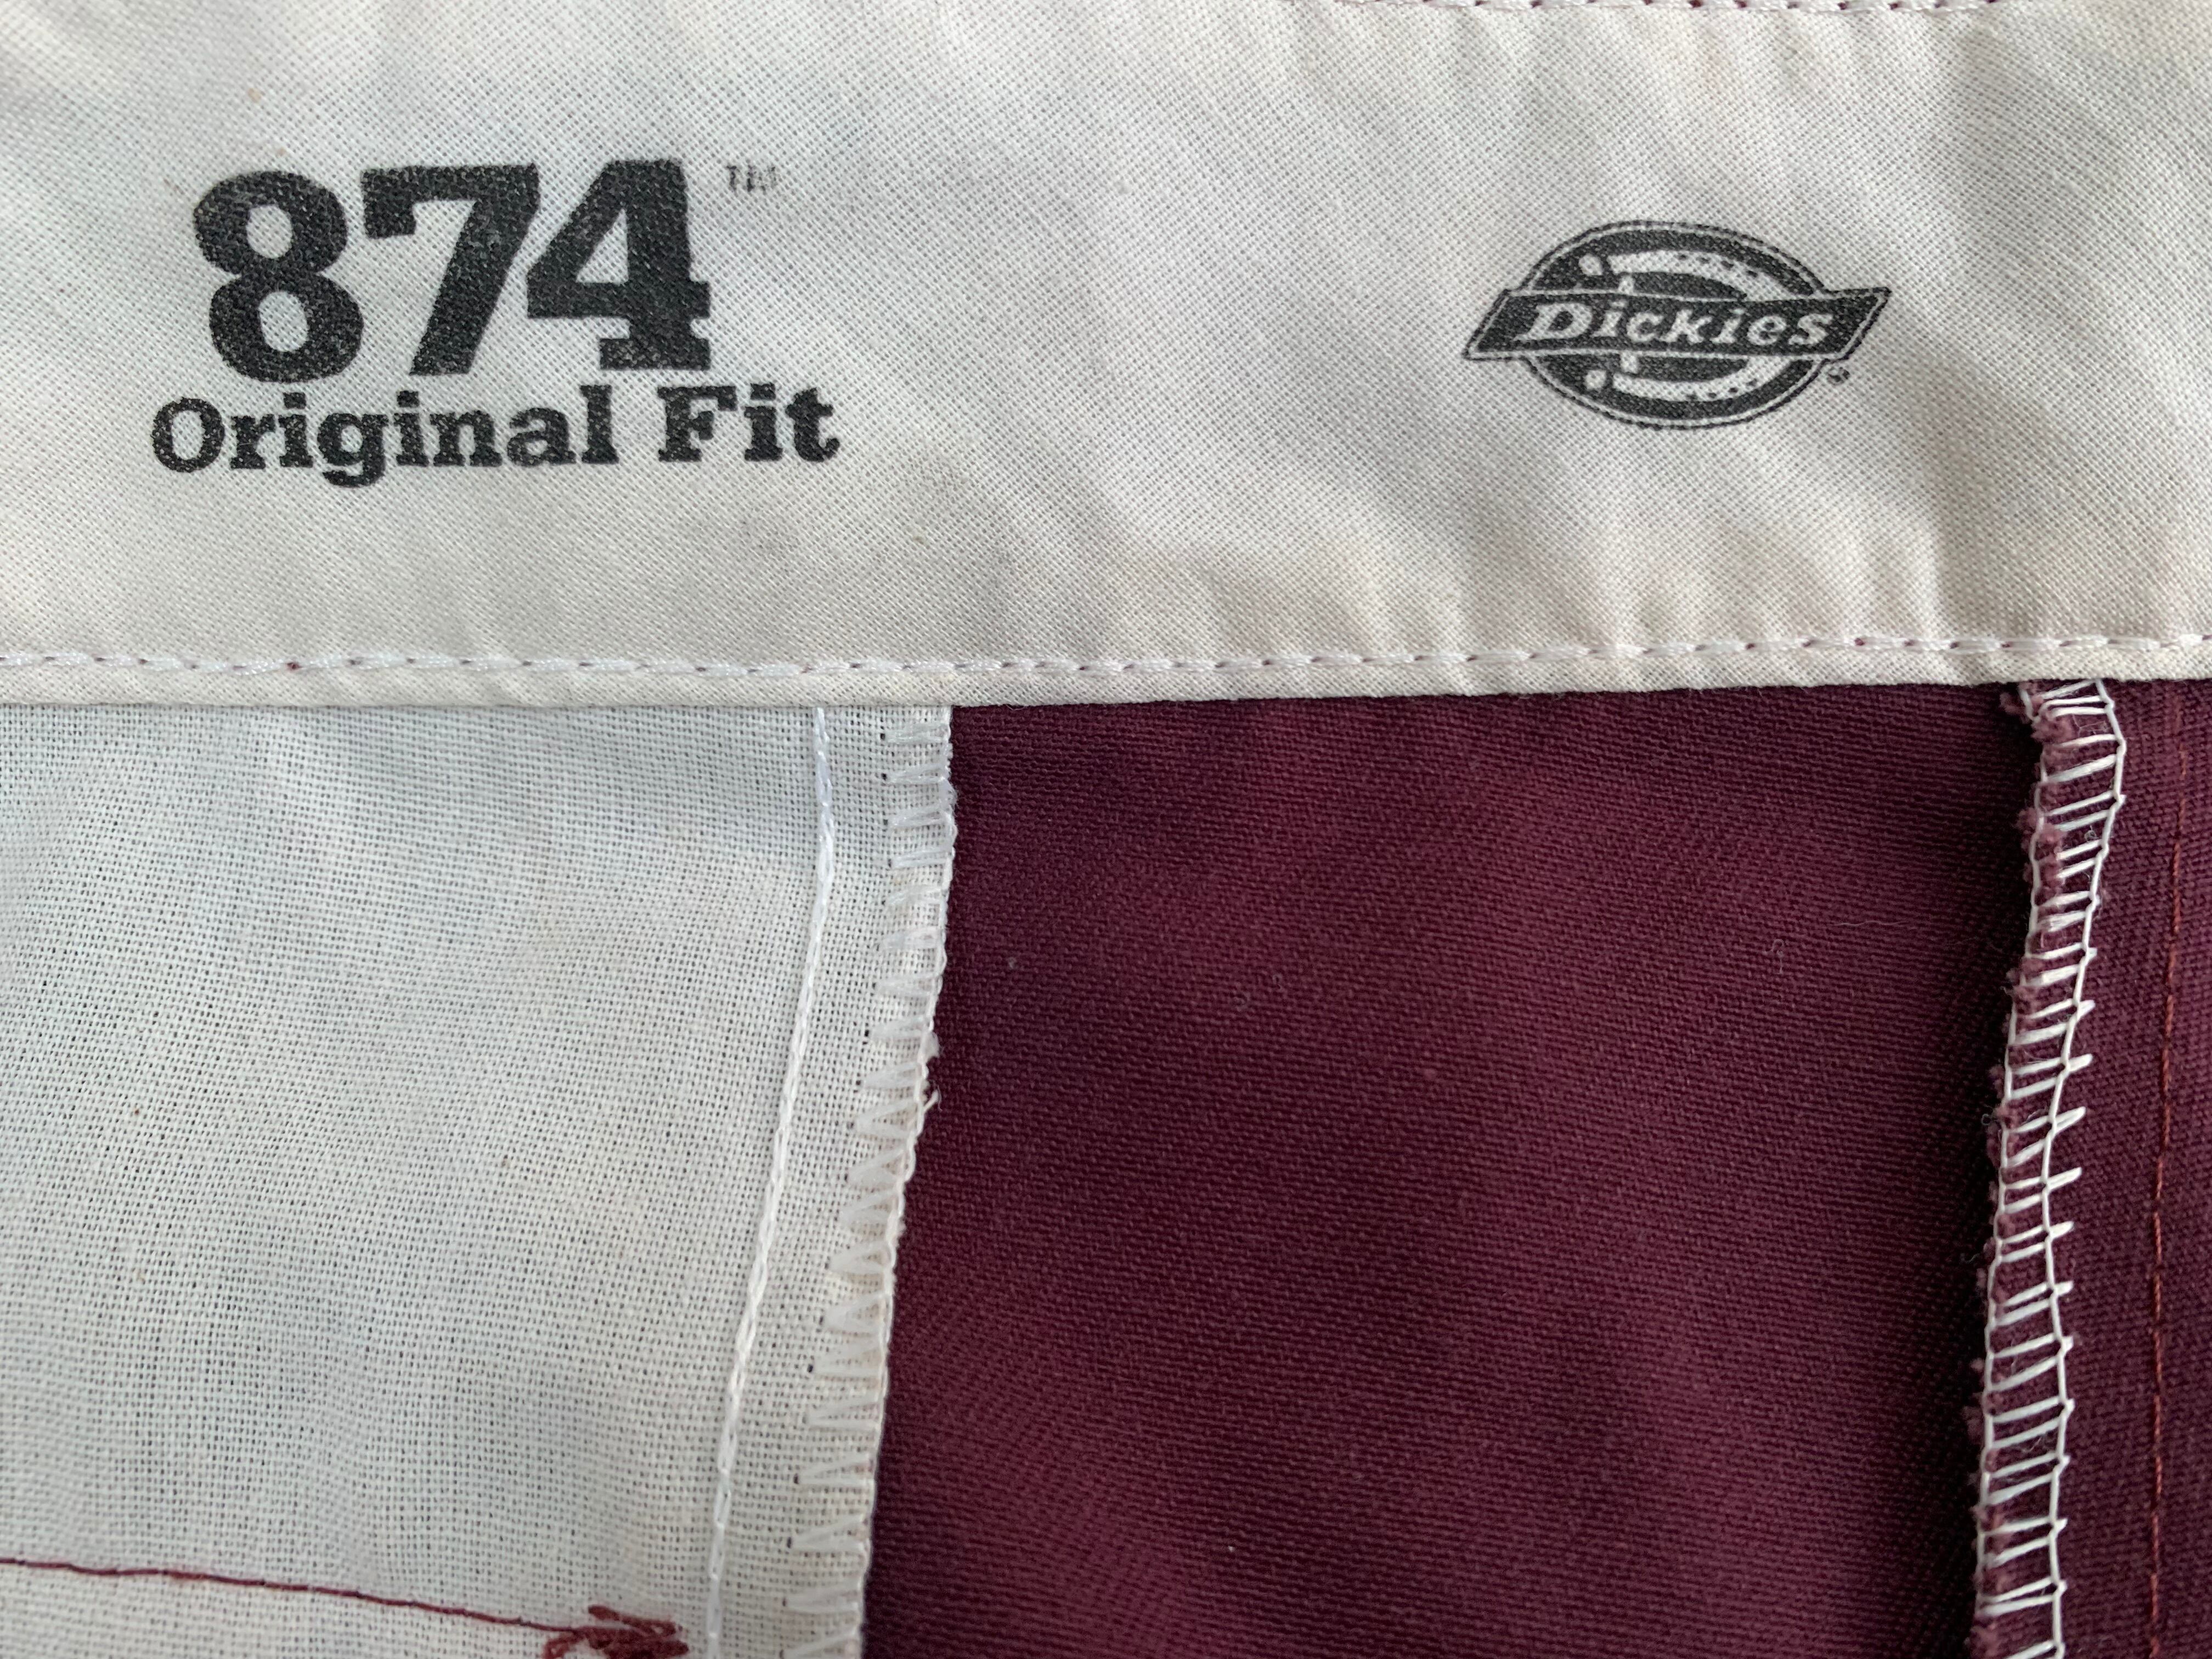 874™
Original Fit
Dickies